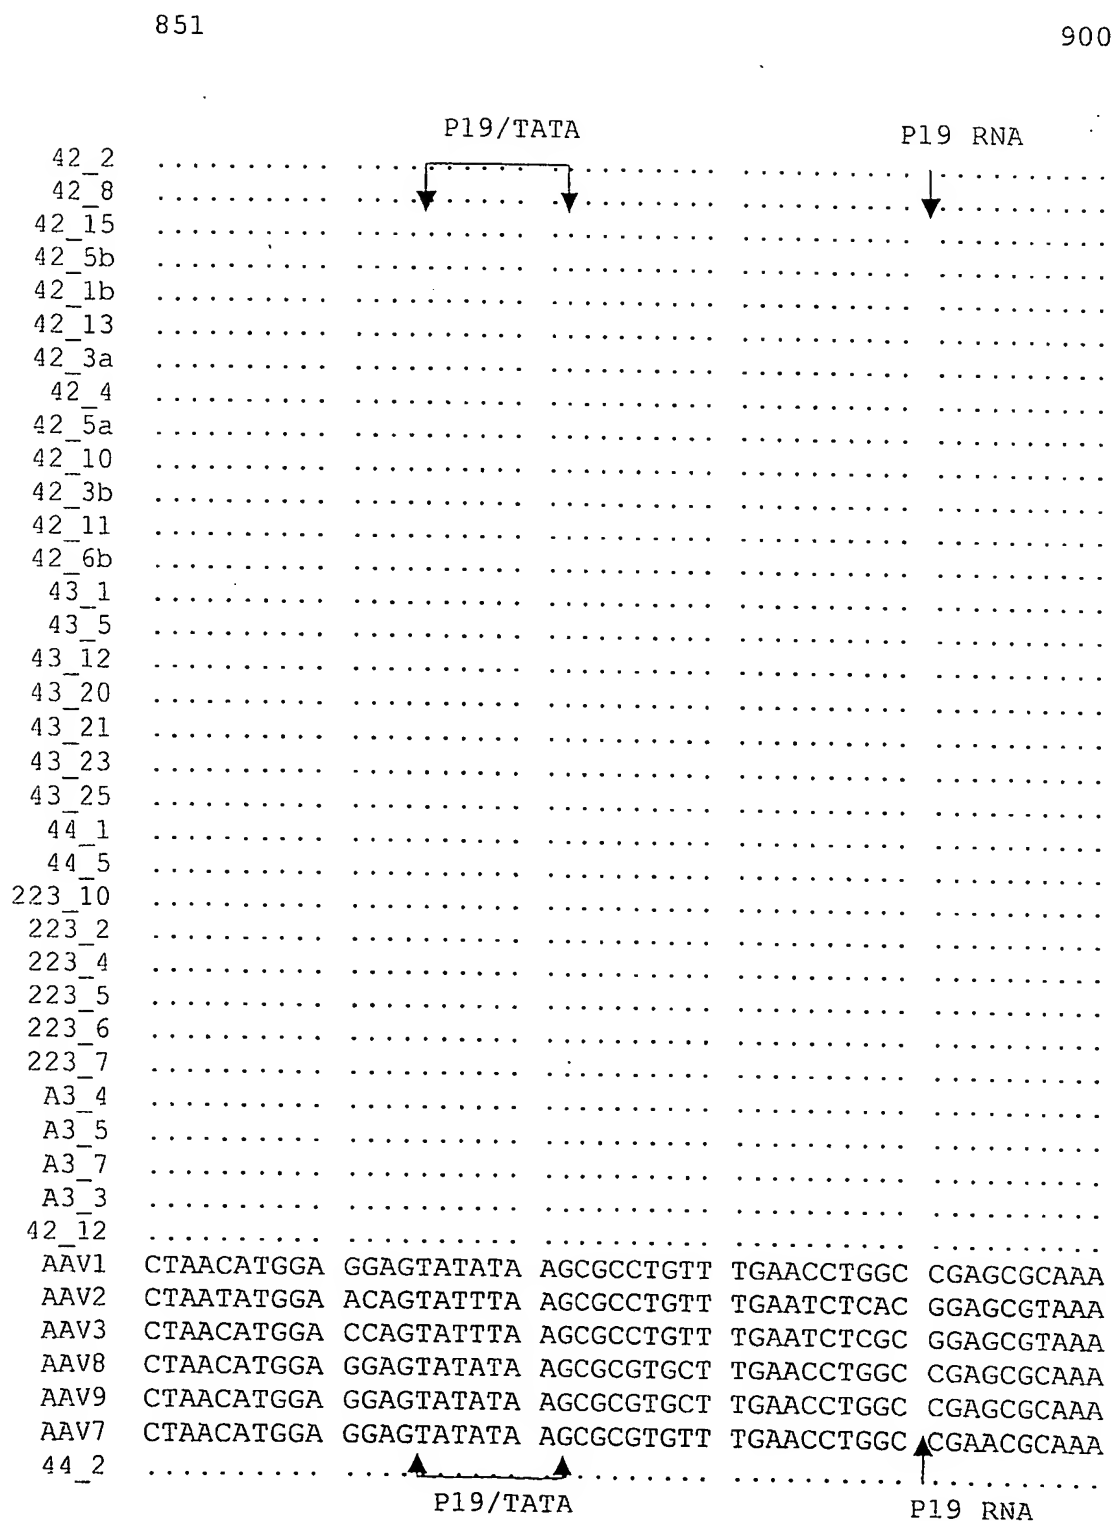 851 900
P19/TATA P19 RNA
42_2 .......... .......... .......... .......... ..........
42_8 .......... .......... .......... .......... ..........
42_15 .......... .......... .......... .......... ..........
42_5b .......... .......... .......... .......... ..........
42_1b .......... .......... .......... .......... ..........
42_13 .......... .......... .......... .......... ..........
42_3a .......... .......... .......... .......... ..........
42_4 .......... .......... .......... .......... ..........
42_5a .......... .......... .......... .......... ..........
42_10 .......... .......... .......... .......... ..........
42_3b .......... .......... .......... .......... ..........
42_11 .......... .......... .......... .......... ..........
42_6b .......... .......... .......... .......... ..........
43_1 .......... .......... .......... .......... ..........
43_5 .......... .......... .......... .......... ..........
43_12 .......... .......... .......... .......... ..........
43_20 .......... .......... .......... .......... ..........
43_21 .......... .......... .......... .......... ..........
43_23 .......... .......... .......... .......... ..........
43_25 .......... .......... .......... .......... ..........
44_1 .......... .......... .......... .......... ..........
44_5 .......... .......... .......... .......... ..........
223_10 .......... .......... .......... .......... ..........
223_2 .......... .......... .......... .......... ..........
223_4 .......... .......... .......... .......... ..........
223_5 .......... .......... .......... .......... ..........
223_6 .......... .......... .......... .......... ..........
223_7 .......... .......... .......... .......... ..........
A3_4 .......... .......... .......... .......... ..........
A3_5 .......... .......... .......... .......... ..........
A3_7 .......... .......... .......... .......... ..........
A3_3 .......... .......... .......... .......... ..........
42_12 .......... .......... .......... .......... ..........
AAV1 CTAACATGGA GGAGTATATA AGCGCCTGTT TGAACCTGGC CGAGCGCAAA
AAV2 CTAATATGGA ACAGTATTTA AGCGCCTGTT TGAATCTCAC GGAGCGTAAA
AAV3 CTAACATGGA CCAGTATTTA AGCGCCTGTT TGAATCTCGC GGAGCGTAAA
AAV8 CTAACATGGA GGAGTATATA AGCGCGTGCT TGAACCTGGC CGAGCGCAAA
AAV9 CTAACATGGA GGAGTATATA AGCGCGTGCT TGAACCTGGC CGAGCGCAAA
AAV7 CTAACATGGA GGAGTATATA AGCGCGTGTT TGAACCTGGC CGAACGCAAA
44_2 .......... .......... .......... .......... ..........
P19/TATA P19 RNA